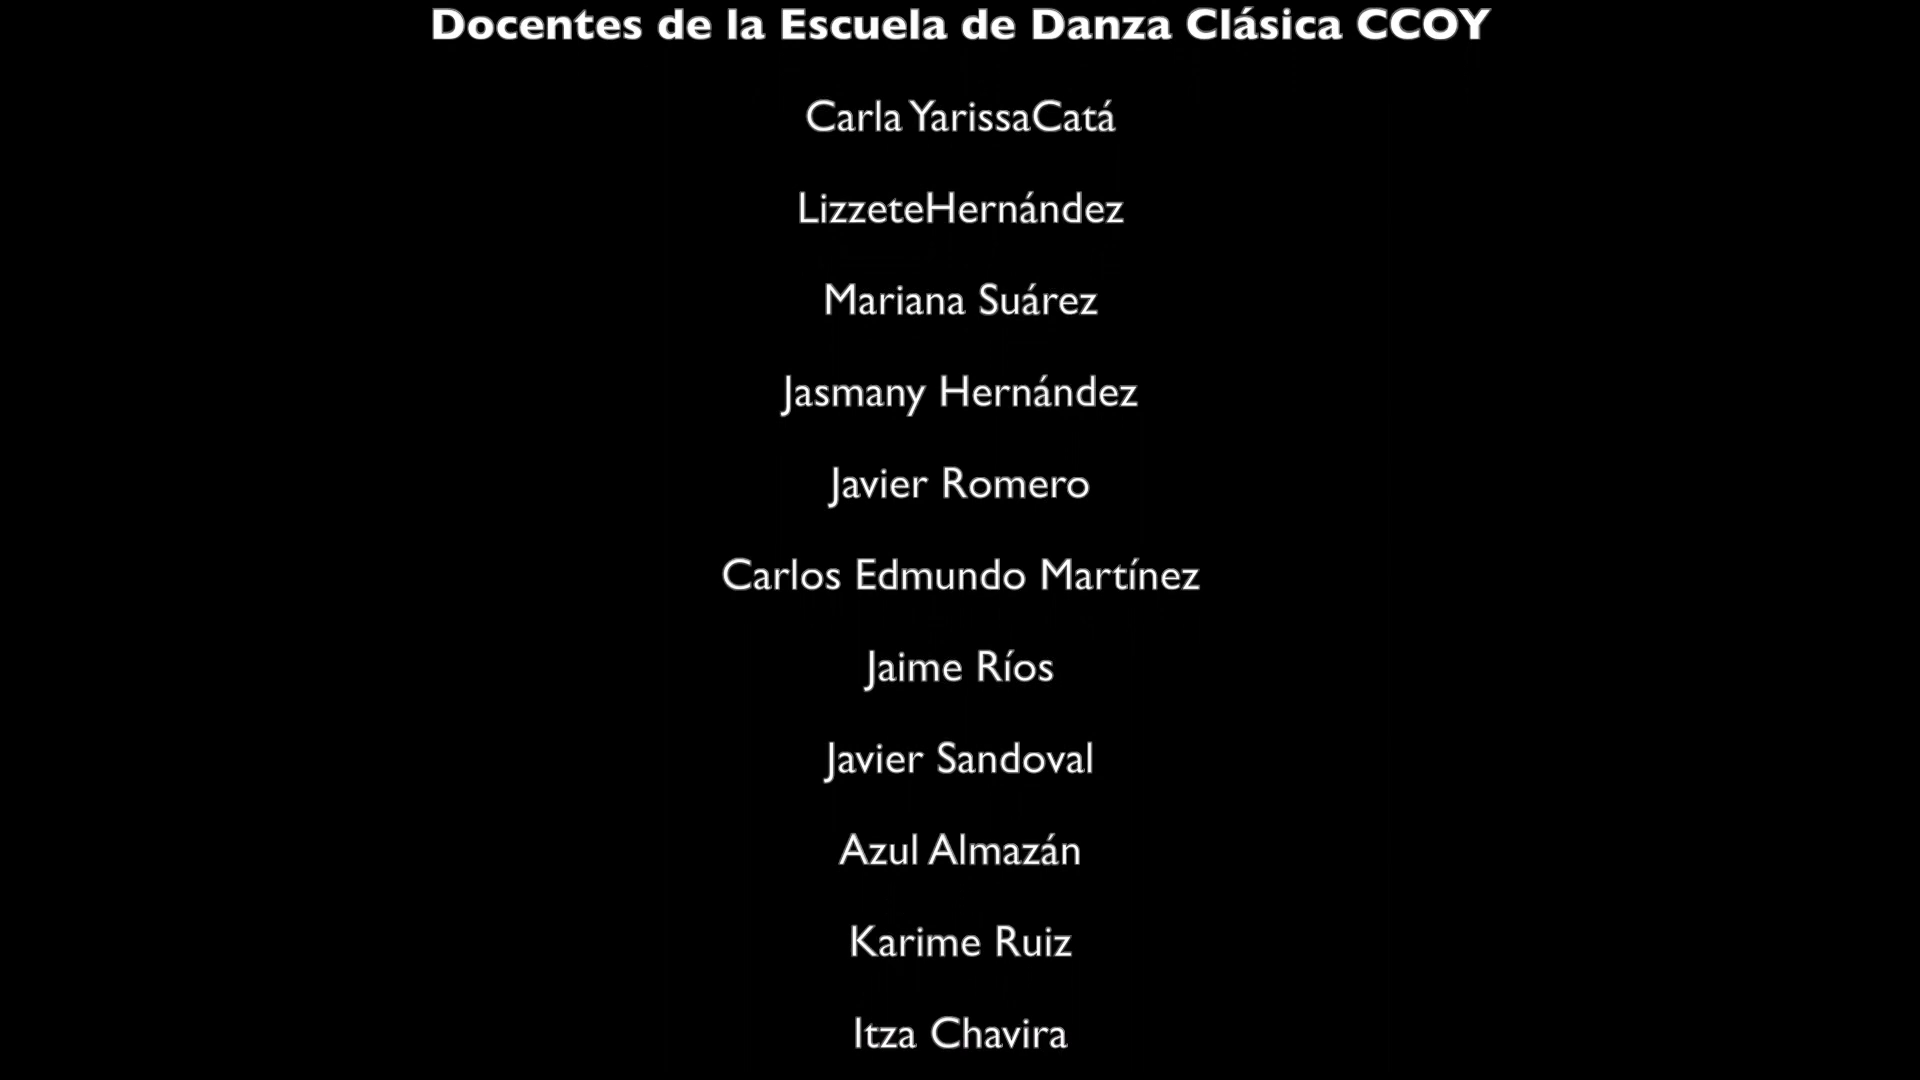 Docentes de la Escuela de Danza Clásica CCOY
Carla YarissaCatá
LizzeteHernández
Mariana Suárez
Jasmany Hernández
Javier Romero
Carlos Edmundo Martínez
Jaime Ríos
Javier Sandoval
Azul Almazán
Karime Ruiz
Itza Chavira